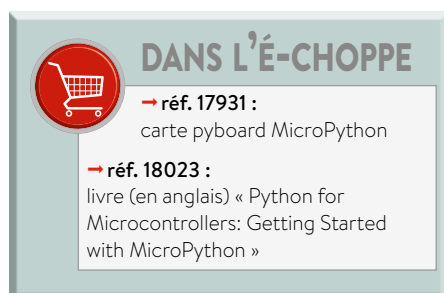 DANS L'É-CHOPPE
→ réf. 17931 :
carte pyboard MicroPython
→ réf. 18023 :
livre (en anglais) « Python for
Microcontrollers: Getting Started
with MicroPython »